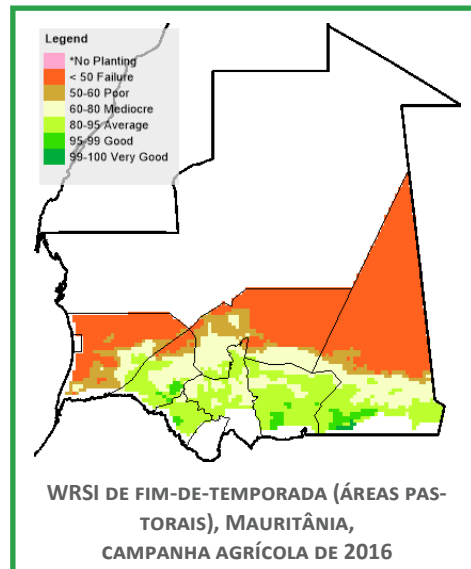 Legend
*No Planting
< 50 Failure
50-60 Poor
60-80 Mediocre
80-95 Average
95-99 Good
99-100 Very Good
WRSI DE FIM-DE-TEMPORADA (ÁREAS PAS-
TORAIS), MAURITÂNIA,
CAMPANHA AGRÍCOLA DE 2016